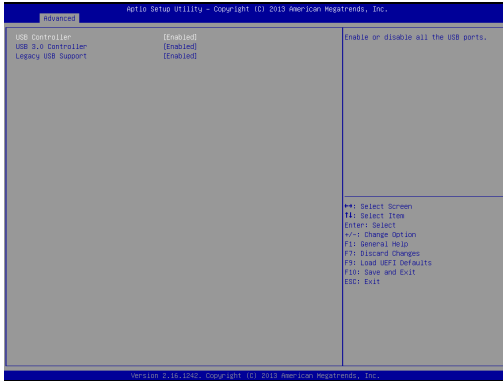 Aptio Setup Utility – Copyright (C) 2013 American Megatrends, Inc.
Advanced
USB Controller [Enabled]
USB 3.0 Controller [Enabled]
Legacy USB Support [Enabled]
Enable or disable all the USB ports.
↔: Select Screen
↑↓: Select Item
Enter: Select
+/-: Change Option
F1: General Help
F7: Discard Changes
F9: Load UEFI Defaults
F10: Save and Exit
ESC: Exit
Version 2.16.1242. Copyright (C) 2013 American Megatrends, Inc.